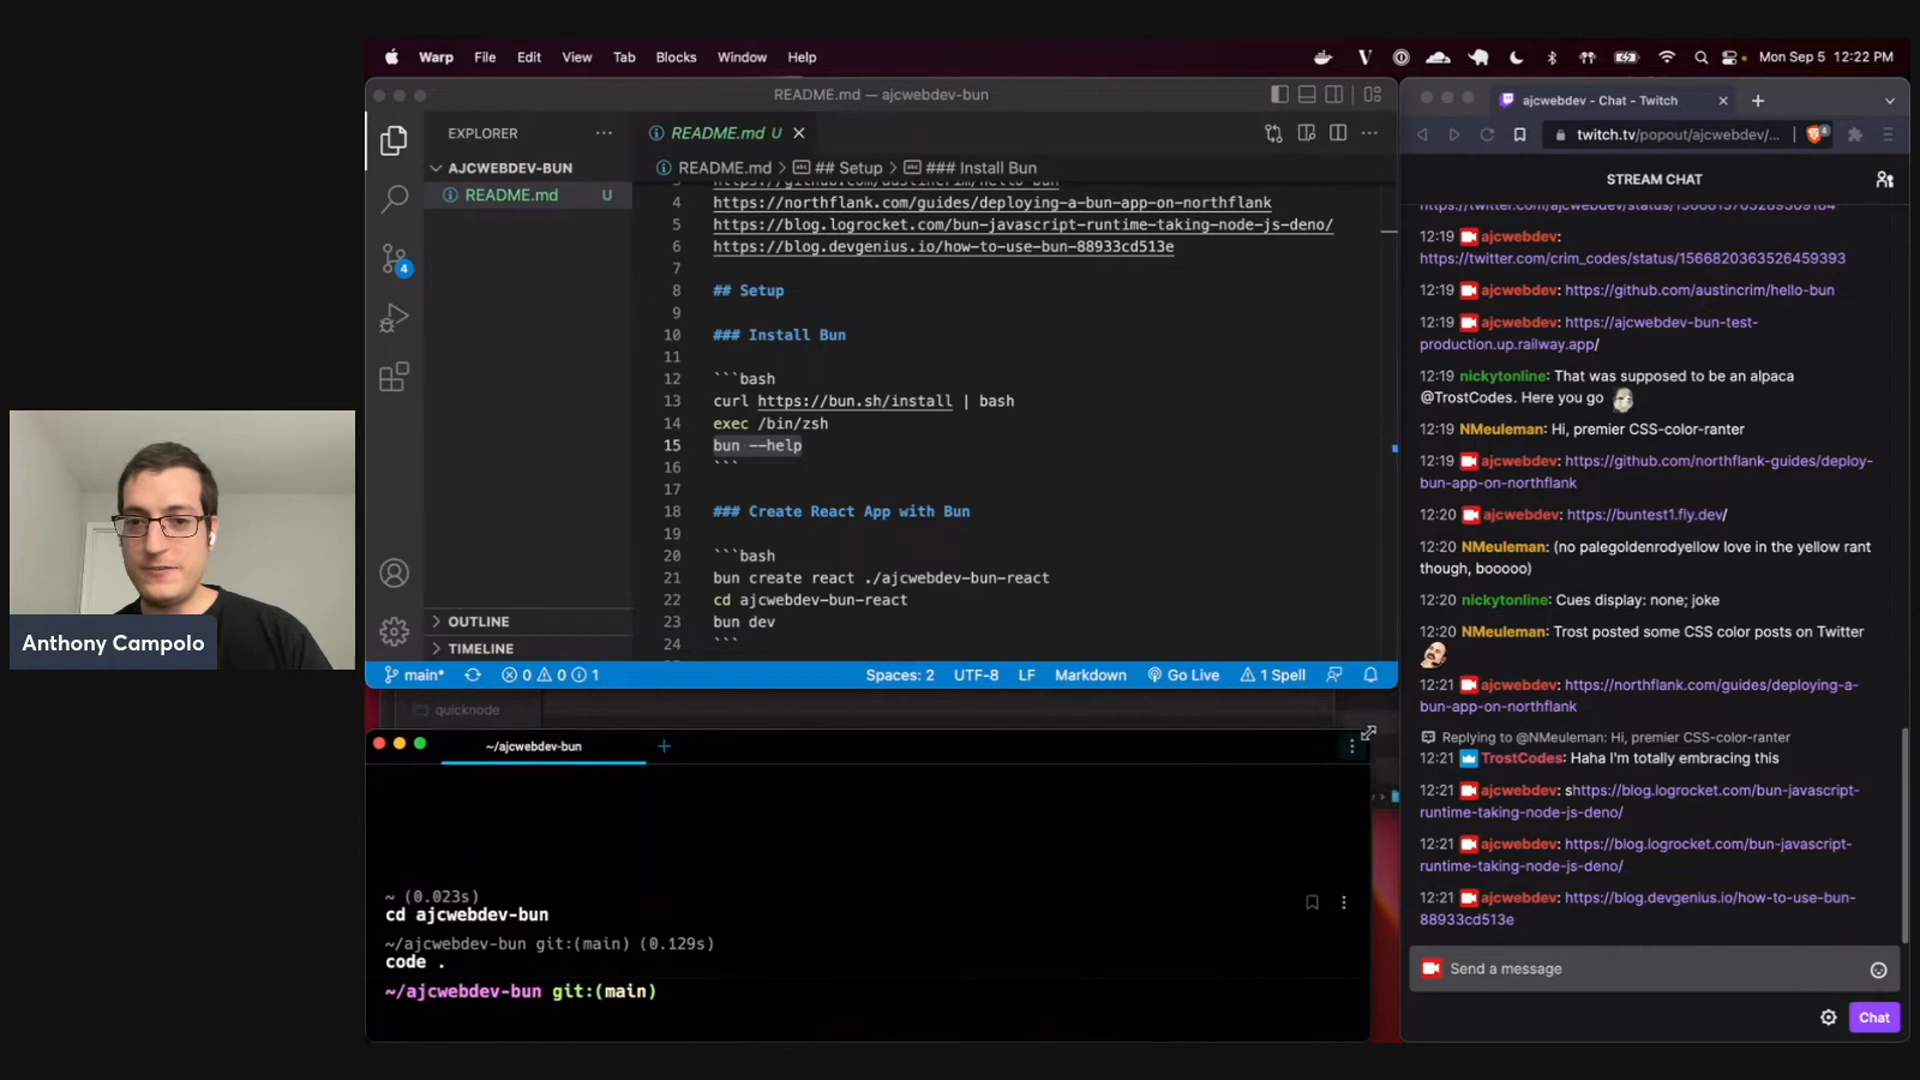 Warp File Edit View Tab Blocks Window Help
Mon Sep 5 12:22 PM
README.md — ajcwebdev-bun
EXPLORER
README.md U
AJCWEBDEV-BUN
README.md U
README.md > ## Setup > ### Install Bun
3 https://github.com/austincrim/hello-bun
4 https://northflank.com/guides/deploying-a-bun-app-on-northflank
5 https://blog.logrocket.com/bun-javascript-runtime-taking-node-js-deno/
6 https://blog.devgenius.io/how-to-use-bun-88933cd513e
7
8 ## Setup
9
10 ### Install Bun
11
12 ```bash
13 curl https://bun.sh/install | bash
14 exec /bin/zsh
15 bun --help
16 ```
17
18 ### Create React App with Bun
19
20 ```bash
21 bun create react ./ajcwebdev-bun-react
22 cd ajcwebdev-bun-react
23 bun dev
24 ```
4
OUTLINE
TIMELINE
main* 0 0 1 Spaces: 2 UTF-8 LF Markdown Go Live 1 Spell
quicknode
~/ajcwebdev-bun
~ (0.023s)
cd ajcwebdev-bun
~/ajcwebdev-bun git:(main) (0.129s)
code .
~/ajcwebdev-bun git:(main)
Anthony Campolo
ajcwebdev - Chat - Twitch
twitch.tv/popout/ajcwebdev/...
4
STREAM CHAT
12:19 ajcwebdev:
https://twitter.com/crim_codes/status/1566820363526459393
12:19 ajcwebdev: https://github.com/austincrim/hello-bun
12:19 ajcwebdev: https://ajcwebdev-bun-test-
production.up.railway.app/
12:19 nickytonline: That was supposed to be an alpaca
@TrostCodes. Here you go
12:19 NMeuleman: Hi, premier CSS-color-ranter
12:19 ajcwebdev: https://github.com/northflank-guides/deploy-
bun-app-on-northflank
12:20 ajcwebdev: https://buntest1.fly.dev/
12:20 NMeuleman: (no palegoldenrodyellow love in the yellow rant
though, booooo)
12:20 nickytonline: Cues display: none; joke
12:20 NMeuleman: Trost posted some CSS color posts on Twitter
12:21 ajcwebdev: https://northflank.com/guides/deploying-a-
bun-app-on-northflank
Replying to @NMeuleman: Hi, premier CSS-color-ranter
12:21 TrostCodes: Haha I'm totally embracing this
12:21 ajcwebdev: shttps://blog.logrocket.com/bun-javascript-
runtime-taking-node-js-deno/
12:21 ajcwebdev: https://blog.logrocket.com/bun-javascript-
runtime-taking-node-js-deno/
12:21 ajcwebdev: https://blog.devgenius.io/how-to-use-bun-
88933cd513e
Send a message
Chat